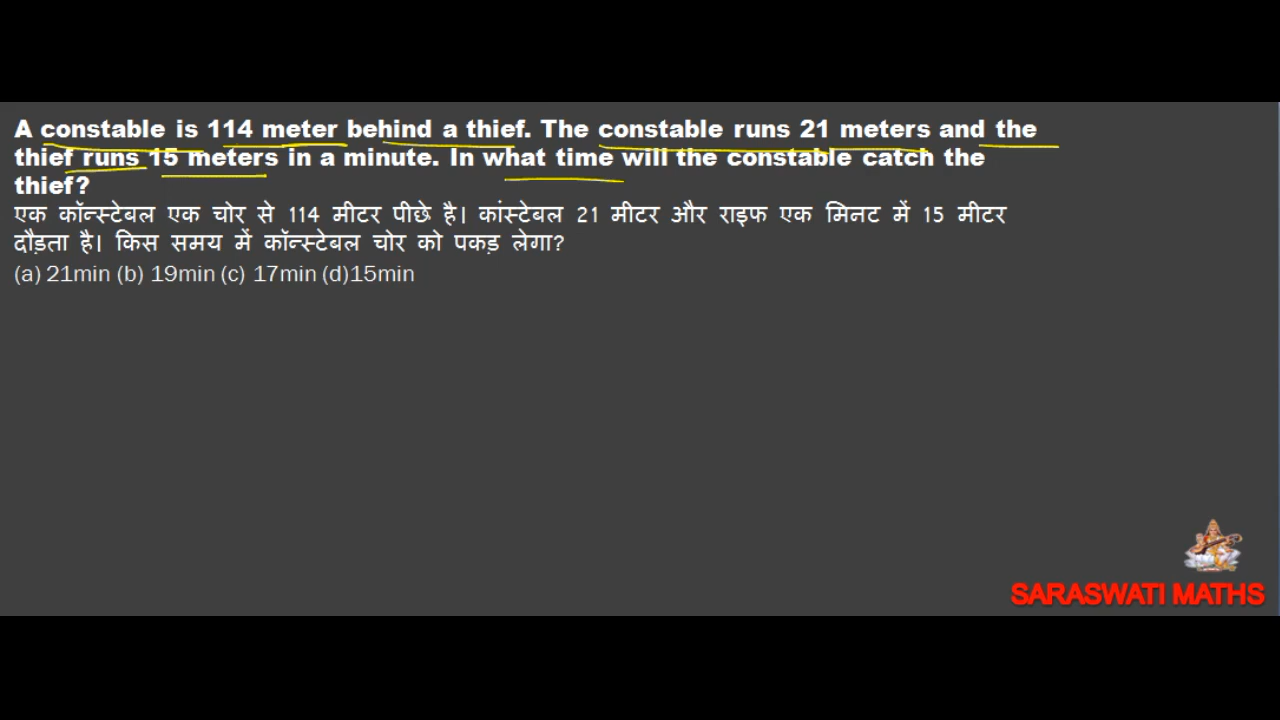 A constable is 114 meter behind a thief. The constable runs 21 meters and the
thief runs 15 meters in a minute. In what time will the constable catch the
thief?
एक कॉन्स्टेबल एक चोर से 114 मीटर पीछे है। कांस्टेबल 21 मीटर और राइफ एक मिनट में 15 मीटर
दौड़ता है। किस समय में कॉन्स्टेबल चोर को पकड़ लेगा?
(a) 21min (b) 19min (c) 17min (d)15min
SARASWATI MATHS